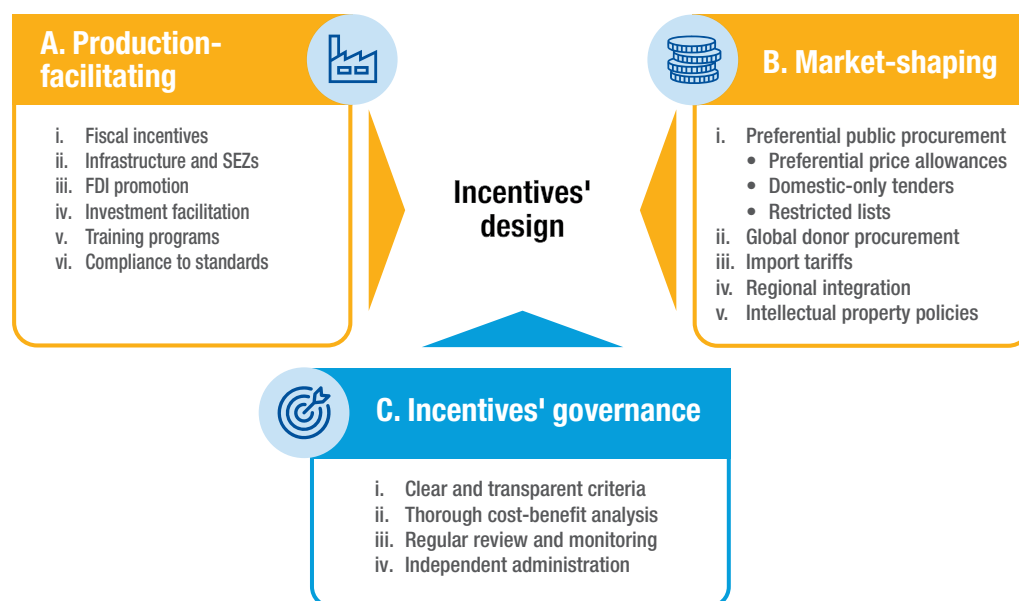 A. Production-
facilitating
i. Fiscal incentives
ii. Infrastructure and SEZs
iii. FDI promotion
iv. Investment facilitation
v. Training programs
vi. Compliance to standards
Incentives'
design
B. Market-shaping
i. Preferential public procurement
• Preferential price allowances
• Domestic-only tenders
• Restricted lists
ii. Global donor procurement
iii. Import tariffs
iv. Regional integration
v. Intellectual property policies
C. Incentives' governance
i. Clear and transparent criteria
ii. Thorough cost-benefit analysis
iii. Regular review and monitoring
iv. Independent administration